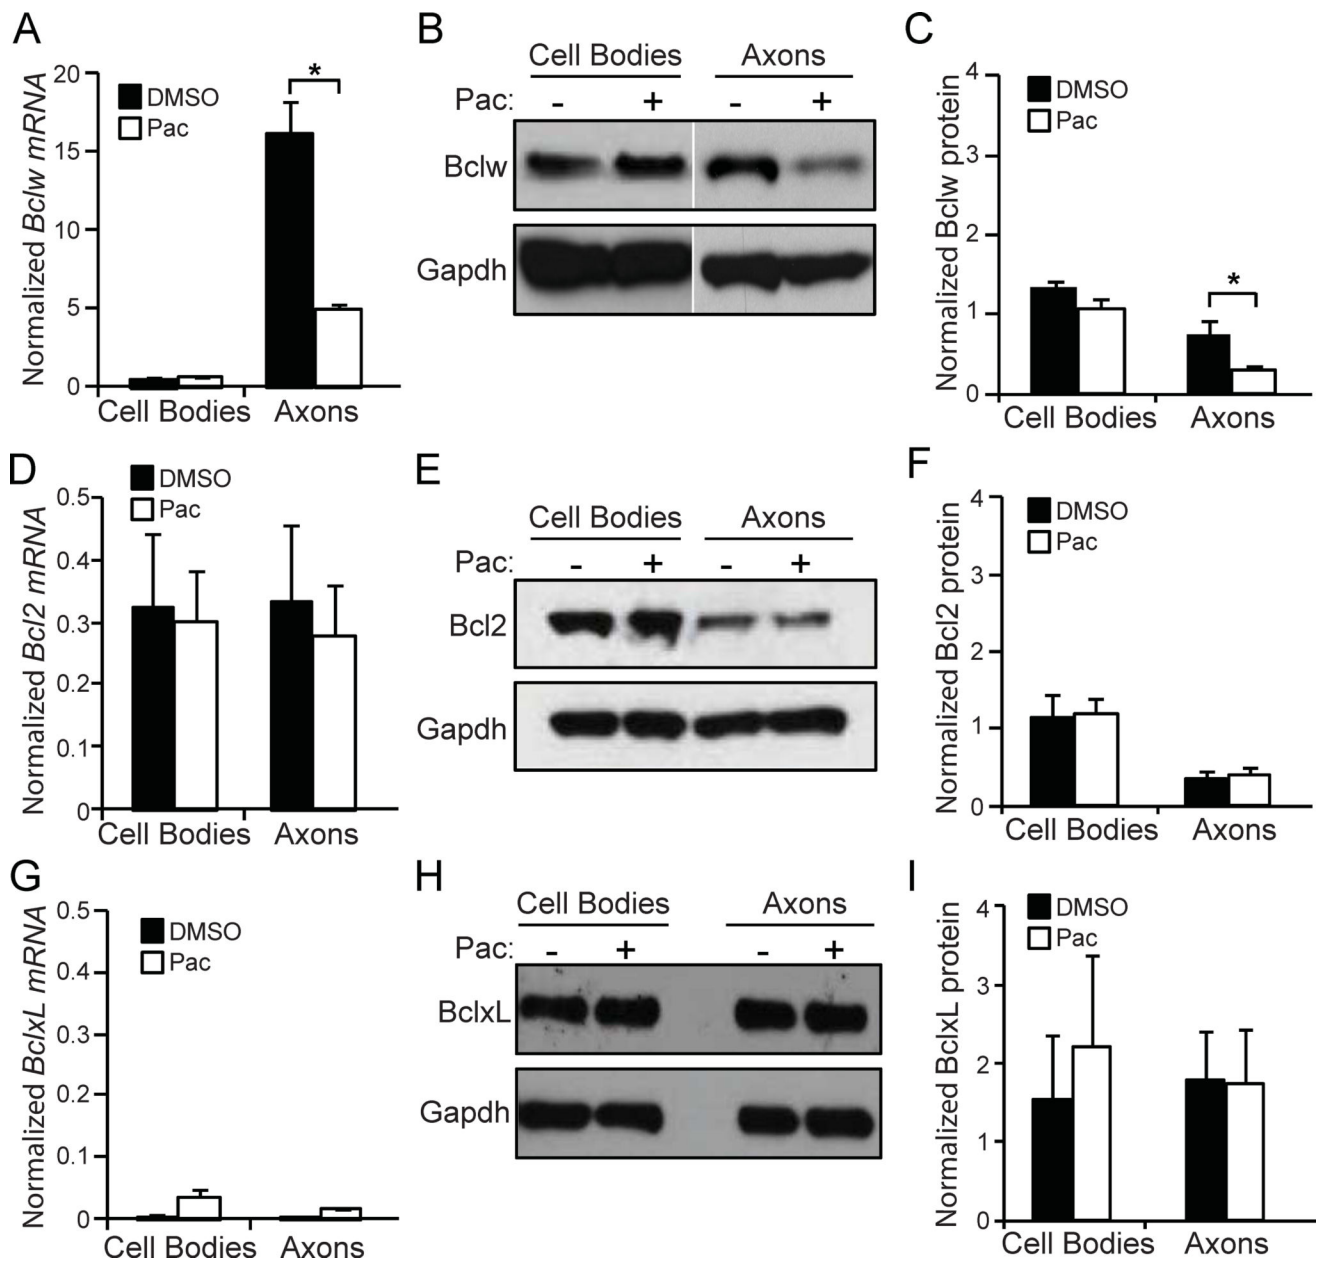 A
Normalized Bclw mRNA
20
15
10
5
0
DMSO
Pac
*
Cell Bodies Axons
B
Cell Bodies Axons
Pac: - + - +
Bclw
Gapdh
C
Normalized Bclw protein
4
3
2
1
0
DMSO
Pac
*
Cell Bodies Axons
D
Normalized Bcl2 mRNA
0.5
0.4
0.3
0.2
0.1
0
DMSO
Pac
Cell Bodies Axons
E
Cell Bodies Axons
Pac: - + - +
Bcl2
Gapdh
F
Normalized Bcl2 protein
4
3
2
1
0
DMSO
Pac
Cell Bodies Axons
G
Normalized BclxL mRNA
0.5
0.4
0.3
0.2
0.1
0
DMSO
Pac
Cell Bodies Axons
H
Cell Bodies Axons
Pac: - + - +
BclxL
Gapdh
I
Normalized BclxL protein
4
3
2
1
0
DMSO
Pac
Cell Bodies Axons